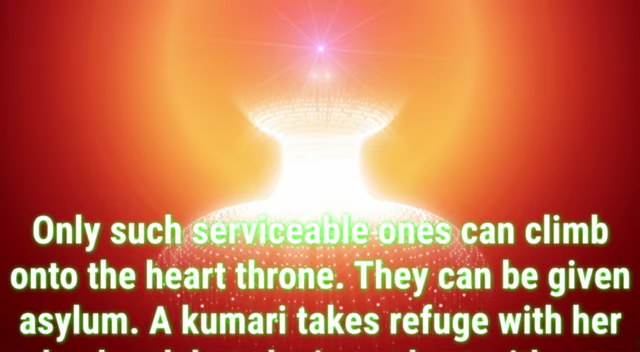 Only such serviceable ones can climb
onto the heart throne. They can be given
asylum. A kumari takes refuge with her